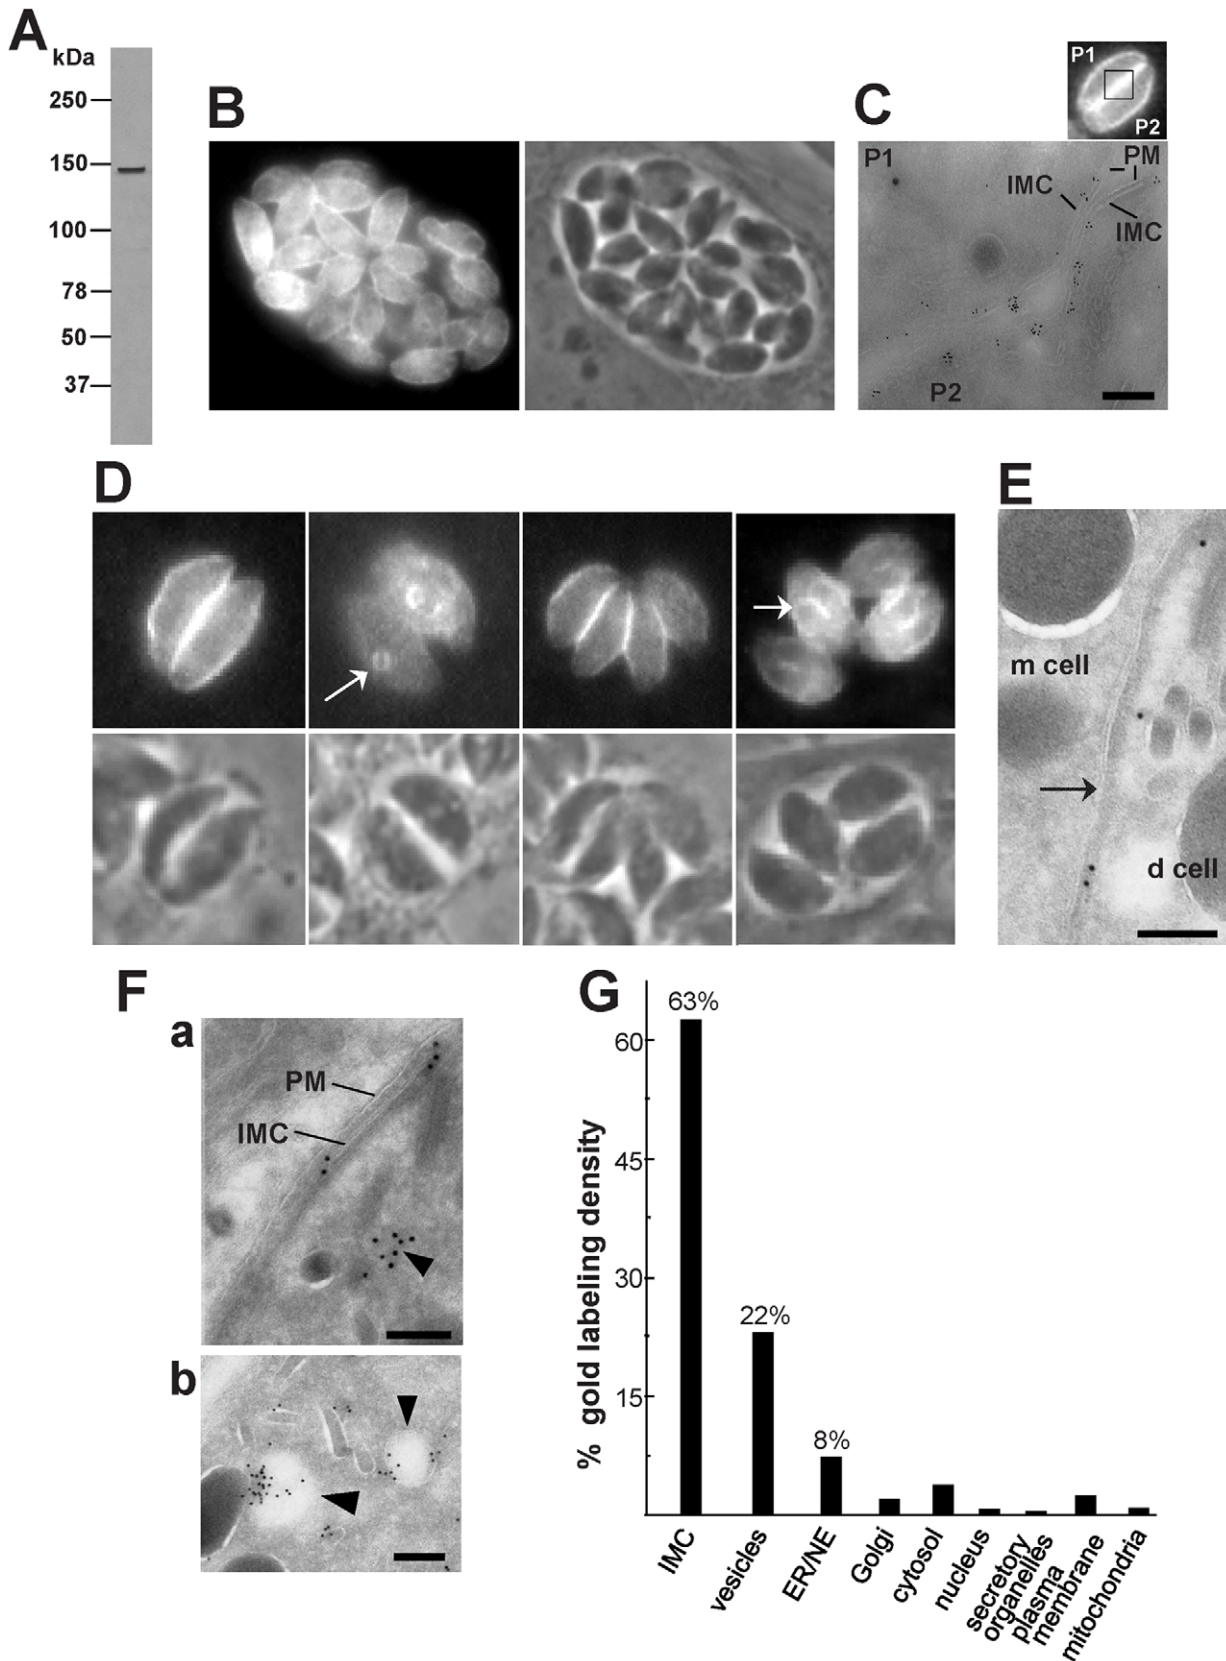 A
kDa
250
150
100
78
50
37
B
C
P1
P2
P1
PM
IMC
IMC
P2
D
E
m cell
d cell
F
a
PM
IMC
b
G
% gold labeling density
60
45
30
15
63%
22%
8%
IMC
vesicles
ER/NE
Golgi
cytosol
nucleus
secretory
organelles
plasma
membrane
mitochondria